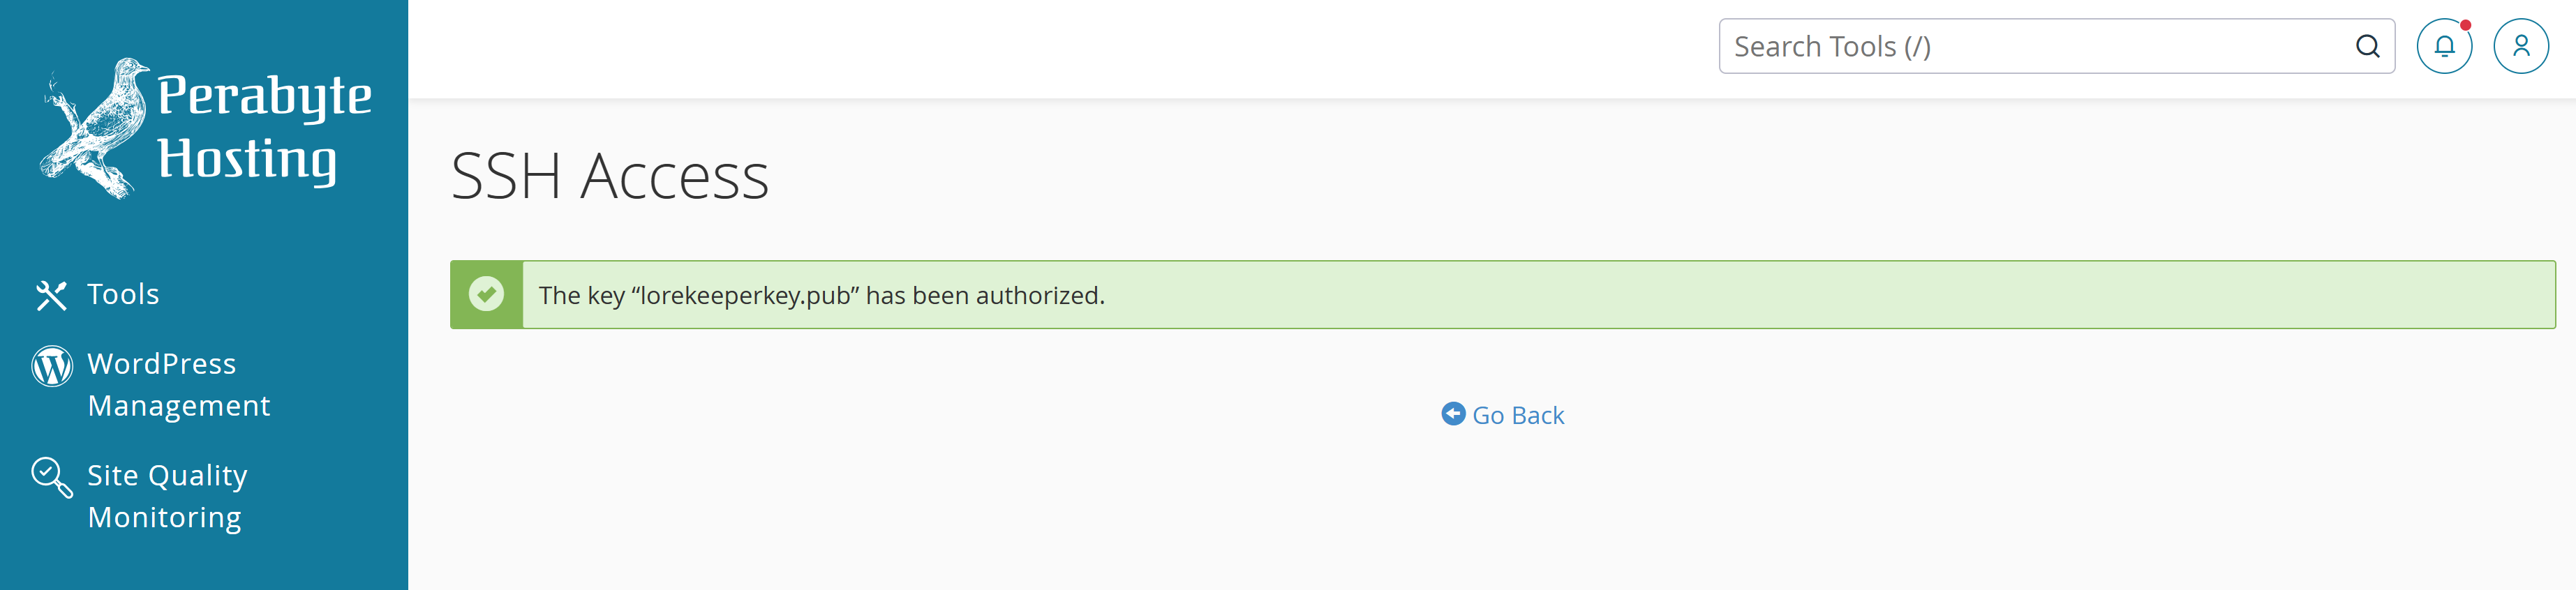 Perabyte
Hosting
Search Tools (/)
SSH Access
Tools
The key “lorekeeperkey.pub” has been authorized.
WordPress
Management
Go Back
Site Quality
Monitoring